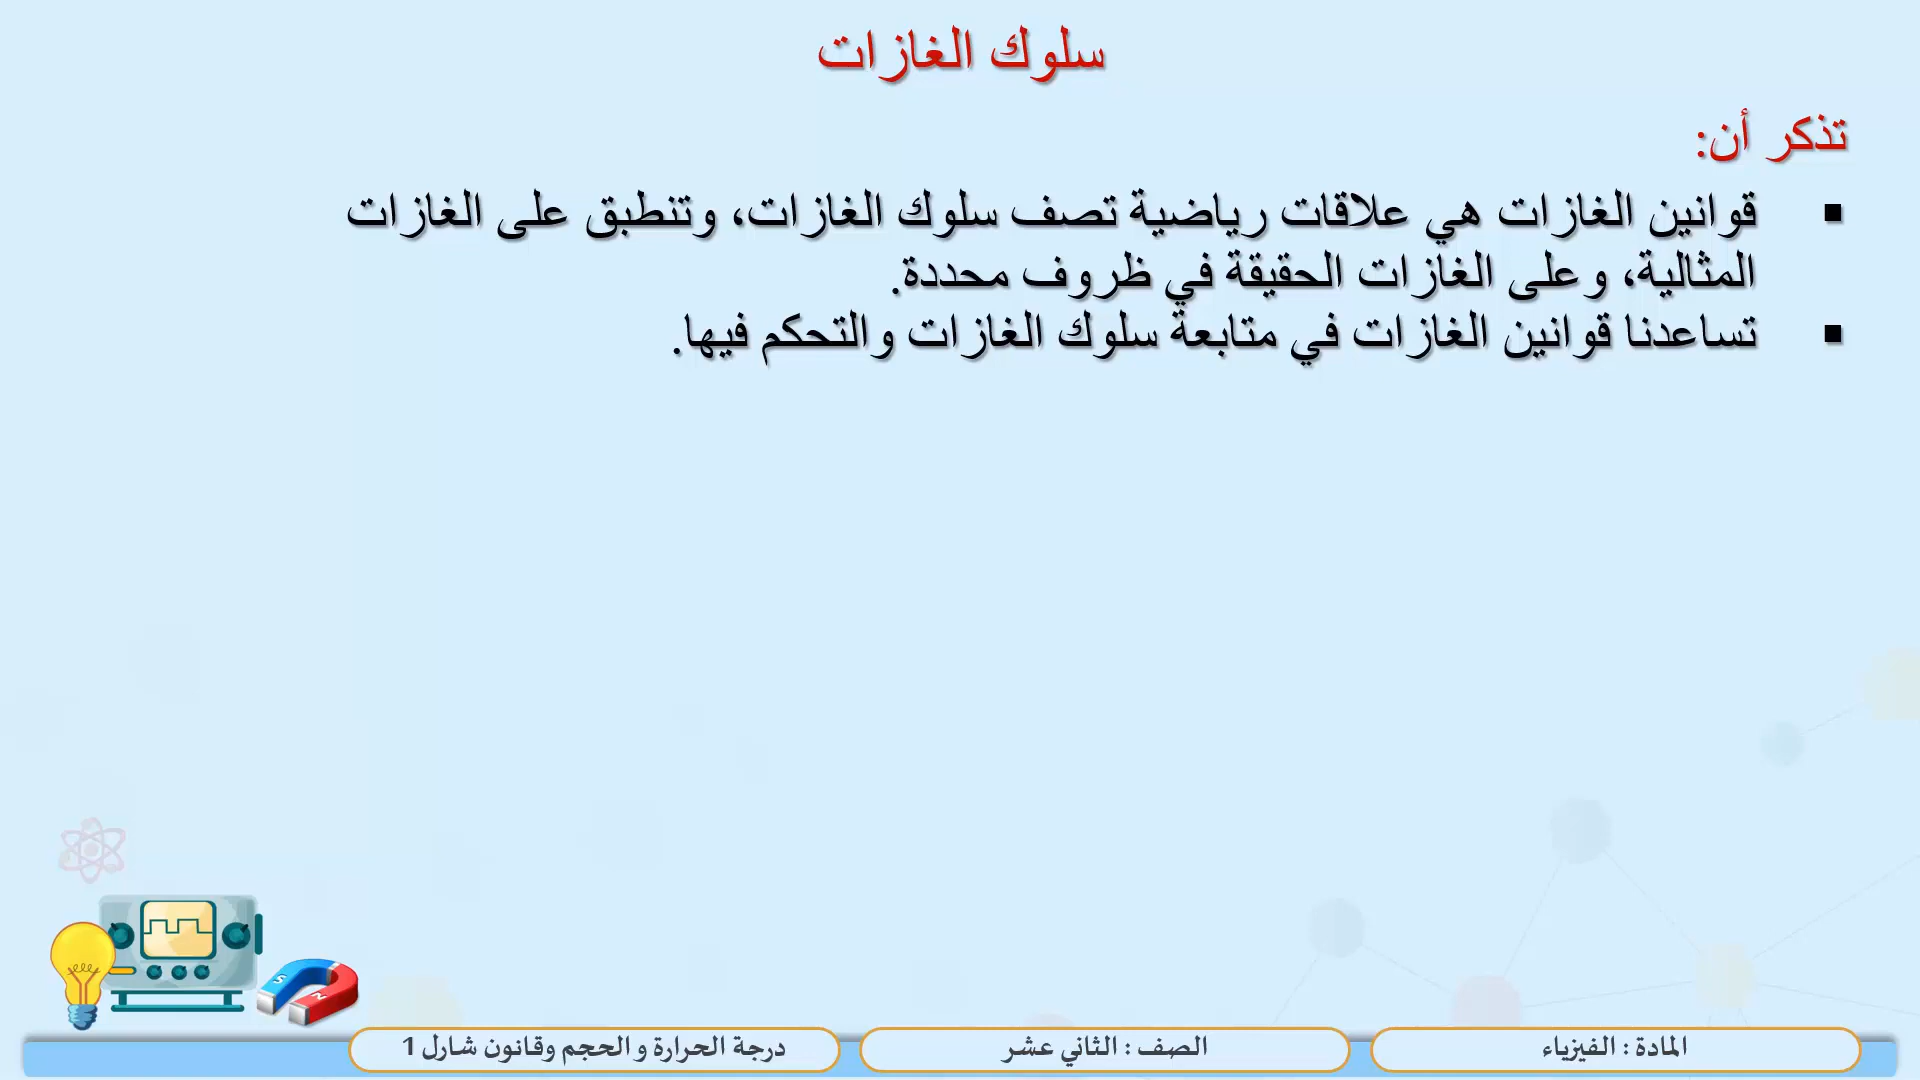 سلوك الغازات
تذكر أن:
▪ قوانين الغازات هي علاقات رياضية تصف سلوك الغازات، وتنطبق على الغازات
المثالية، وعلى الغازات الحقيقة في ظروف محددة.
▪ تساعدنا قوانين الغازات في متابعة سلوك الغازات والتحكم فيها.
S
N
المادة : الفيزياء
الصف : الثاني عشر
درجة الحرارة و الحجم وقانون شارل 1